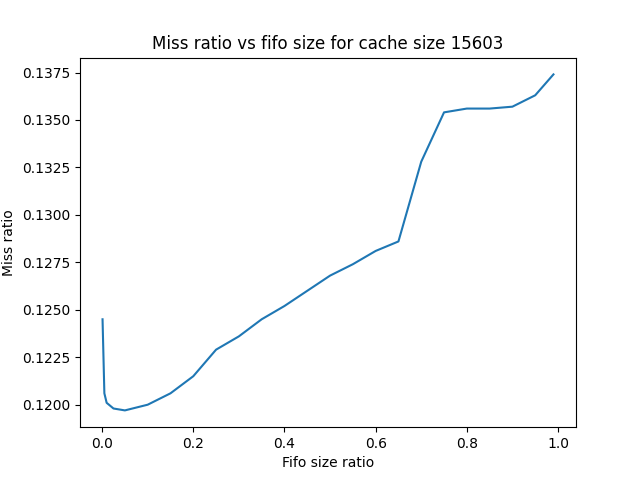 Miss ratio vs fifo size for cache size 15603
0.1375
0.1350
0.1325
0.1300
0.1275
0.1250
0.1225
0.1200
Miss ratio
0.0 0.2 0.4 0.6 0.8 1.0
Fifo size ratio